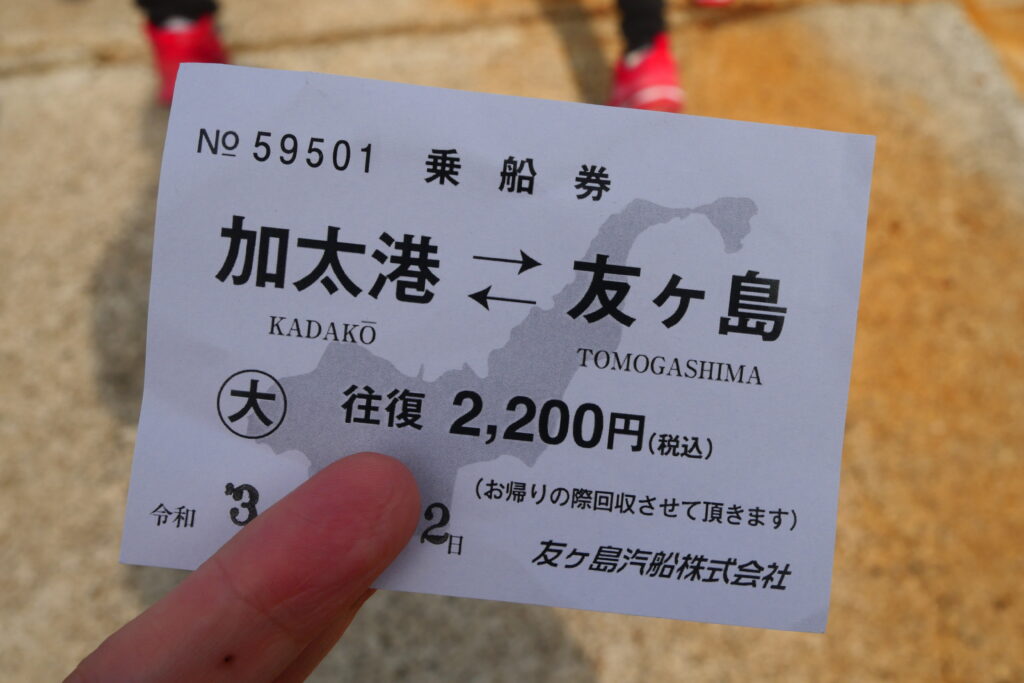 № 59501 乗船券
加太港 ⇄ 友ヶ島
KADAKŌ TOMOGASHIMA
大 往復 2,200円(税込)
(お帰りの際回収させて頂きます)
令和 3 2日
友ヶ島汽船株式会社